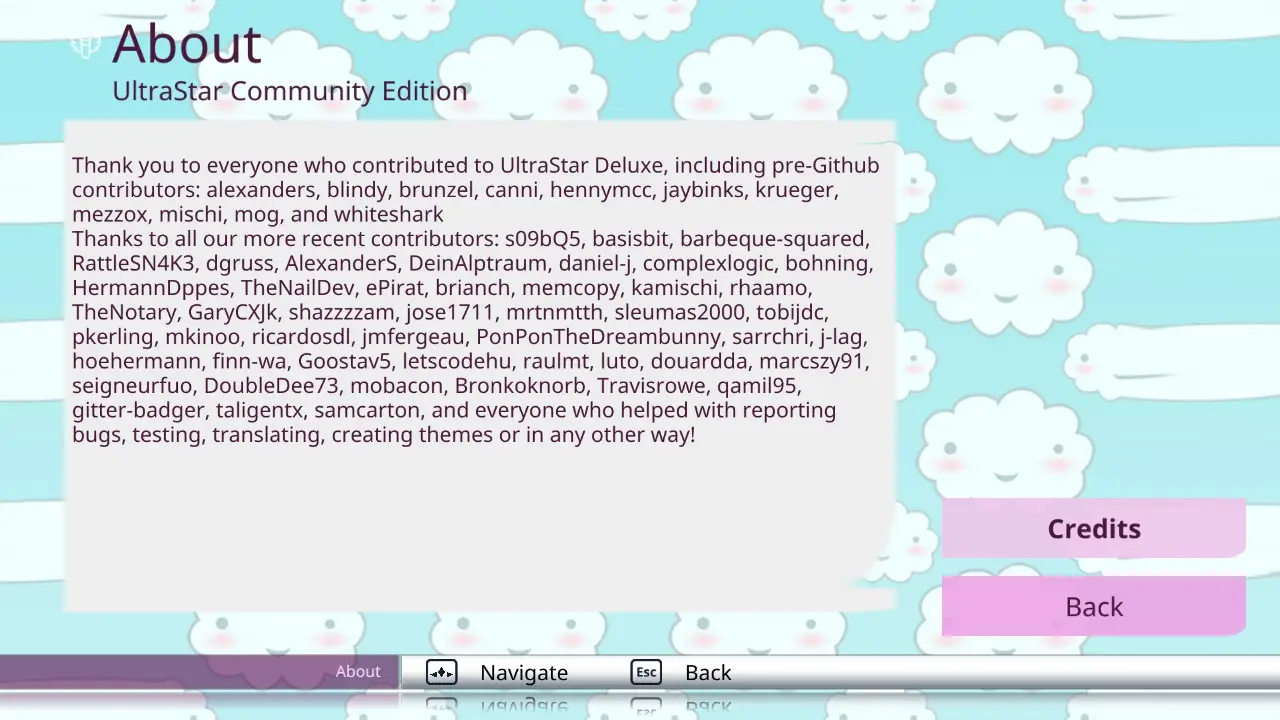 About
UltraStar Community Edition
Thank you to everyone who contributed to UltraStar Deluxe, including pre-Github
contributors: alexanders, blindy, brunzel, canni, hennymcc, jaybinks, krueger,
mezzox, mischi, mog, and whiteshark
Thanks to all our more recent contributors: s09bQ5, basisbit, barbeque-squared,
RattleSN4K3, dgruss, AlexanderS, DeinAlptraum, daniel-j, complexlogic, bohning,
HermannDppes, TheNailDev, ePirat, brianch, memcopy, kamischi, rhaamo,
TheNotary, GaryCXJk, shazzzzam, jose1711, mrtnmtth, sleumas2000, tobijdc,
pkerling, mkinoo, ricardosdl, jmfergeau, PonPonTheDreambunny, sarrchri, j-lag,
hoehermann, finn-wa, Goostav5, letscodehu, raulmt, luto, douardda, marcszy91,
seigneurfuo, DoubleDee73, mobacon, Bronkoknorb, Travisrowe, qamil95,
gitter-badger, taligentx, samcarton, and everyone who helped with reporting
bugs, testing, translating, creating themes or in any other way!
Credits
Back
About
Navigate
Esc
Back